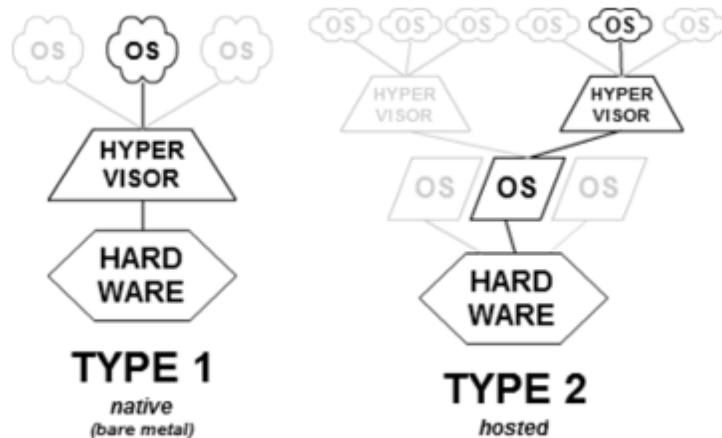 OS OS OS
HYPER
VISOR
HARD
WARE
TYPE 1
native
(bare metal)
OS OS OS OS OS OS
HYPER
VISOR
HYPER
VISOR
OS OS OS
HARD
WARE
TYPE 2
hosted